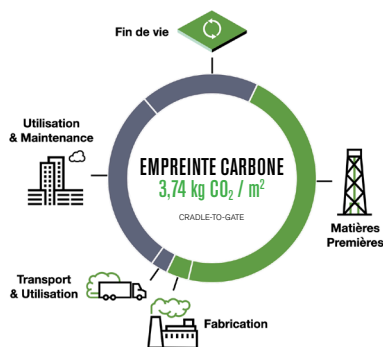 Fin de vie
Utilisation
& Maintenance
EMPREINTE CARBONE
3,74 kg CO₂ / m²
CRADLE-TO-GATE
Matières
Premières
Transport
& Utilisation
Fabrication